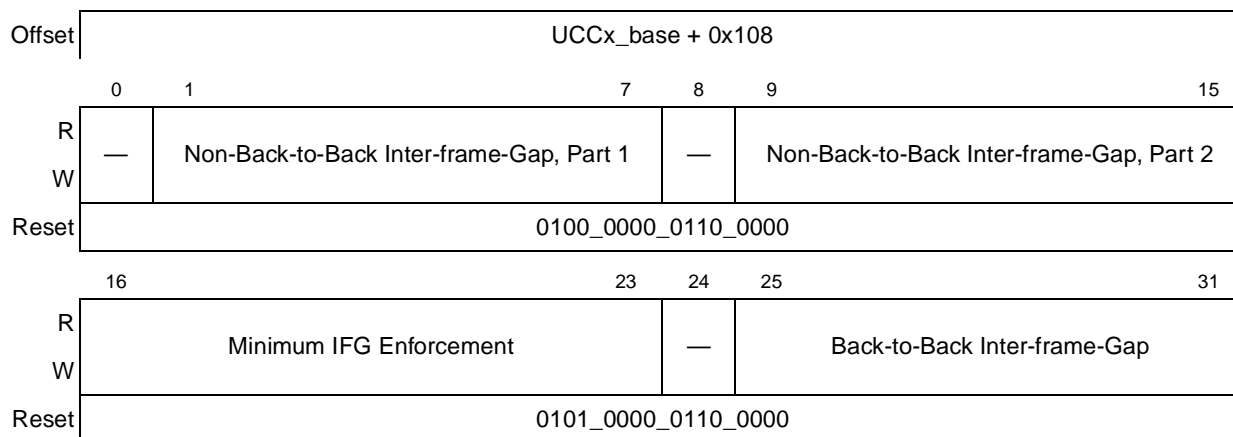 Offset UCCx_base + 0x108
0 1 7 8 9 15
R
— Non-Back-to-Back Inter-frame-Gap, Part 1 — Non-Back-to-Back Inter-frame-Gap, Part 2
W
Reset 0100_0000_0110_0000
16 23 24 25 31
R
Minimum IFG Enforcement — Back-to-Back Inter-frame-Gap
W
Reset 0101_0000_0110_0000